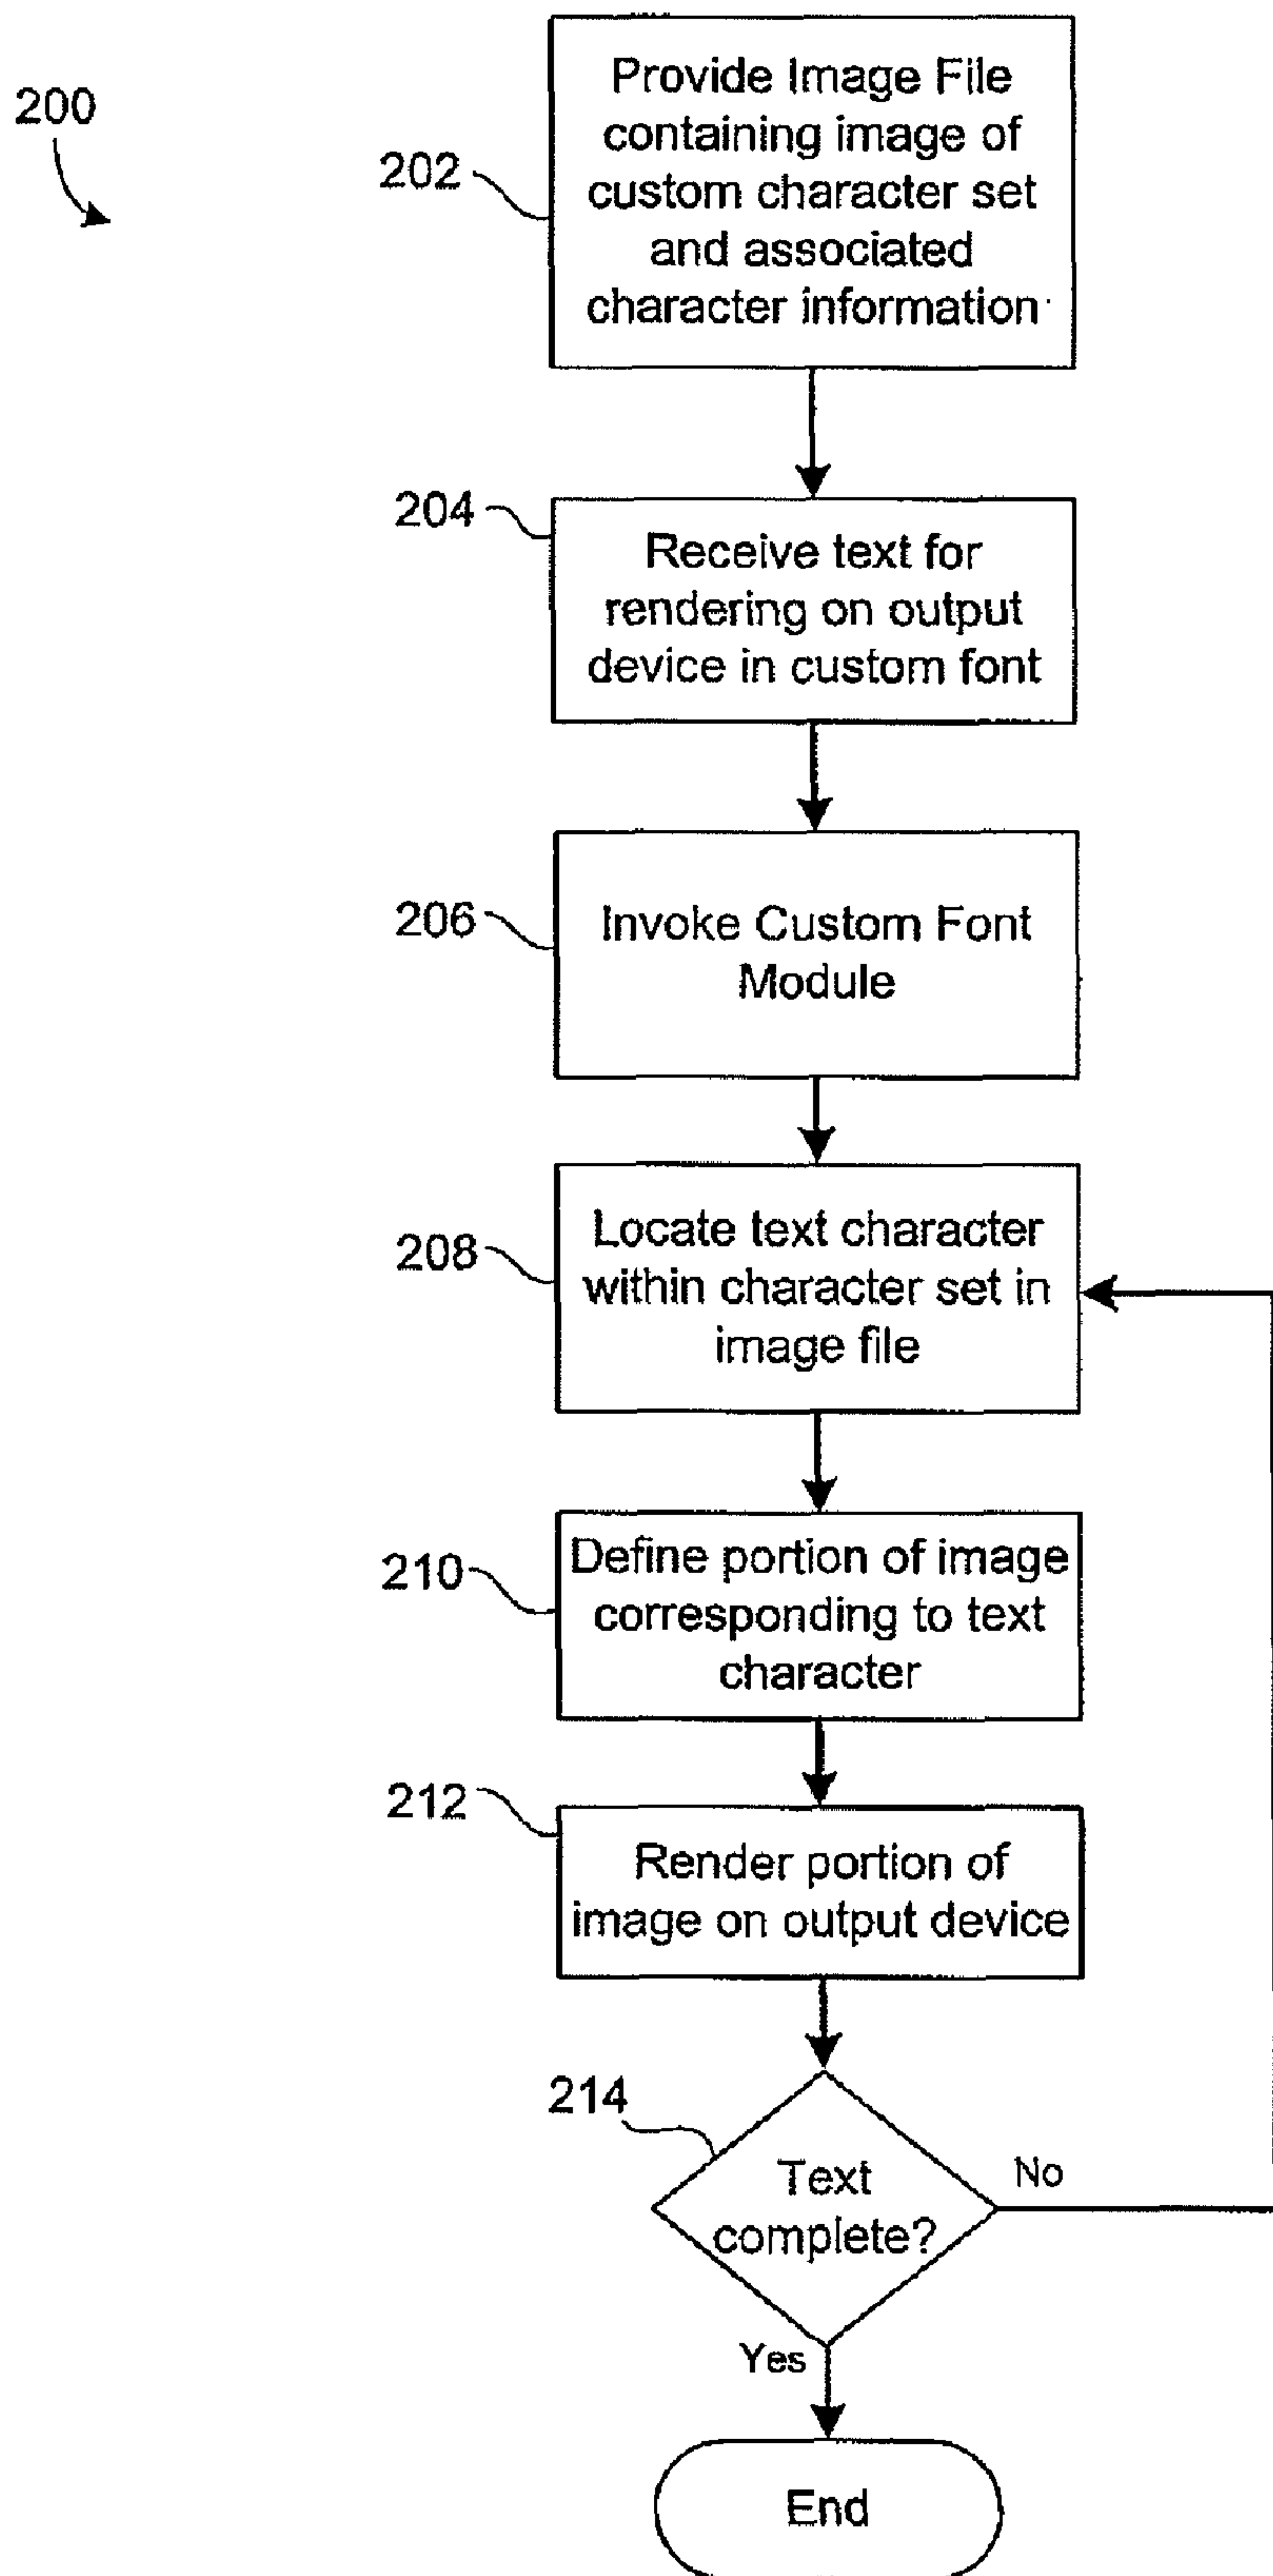 200
202
Provide Image File
containing image of
custom character set
and associated
character information
204
Receive text for
rendering on output
device in custom font
206
Invoke Custom Font
Module
208
Locate text character
within character set in
image file
210
Define portion of image
corresponding to text
character
212
Render portion of
image on output device
214
Text
complete?
No
Yes
End